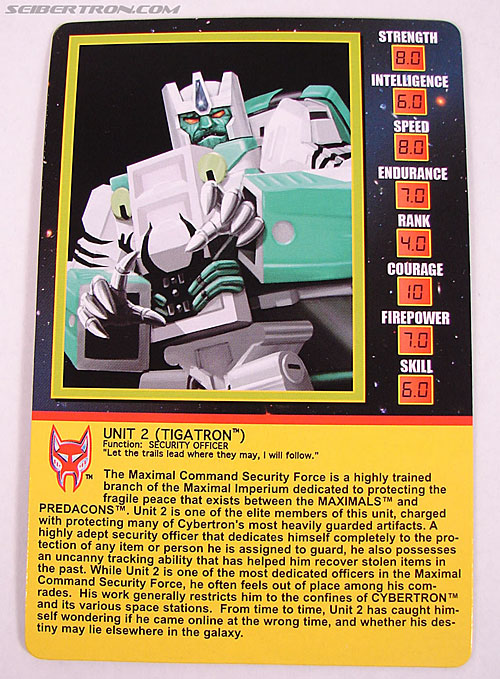 SEIBERTRON.COM
STRENGTH
8.0
INTELLIGENCE
6.0
SPEED
8.0
ENDURANCE
7.0
RANK
4.0
COURAGE
10
FIREPOWER
7.0
SKILL
6.0
UNIT 2 (TIGATRON™)
Function: SECURITY OFFICER
"Let the trails lead where they may, I will follow."
TM
The Maximal Command Security Force is a highly trained
branch of the Maximal Imperium dedicated to protecting the
fragile peace that exists between the MAXIMALS™ and
PREDACONS™. Unit 2 is one of the elite members of this unit, charged
with protecting many of Cybertron's most heavily guarded artifacts. A
highly adept security officer that dedicates himself completely to the pro-
tection of any item or person he is assigned to guard, he also possesses
an uncanny tracking ability that has helped him recover stolen items in
the past. While Unit 2 is one of the most dedicated officers in the Maximal
Command Security Force, he often feels out of place among his com-
rades. His work generally restricts him to the confines of CYBERTRON™
and its various space stations. From time to time, Unit 2 has caught him-
self wondering if he came online at the wrong time, and whether his des-
tiny may lie elsewhere in the galaxy.